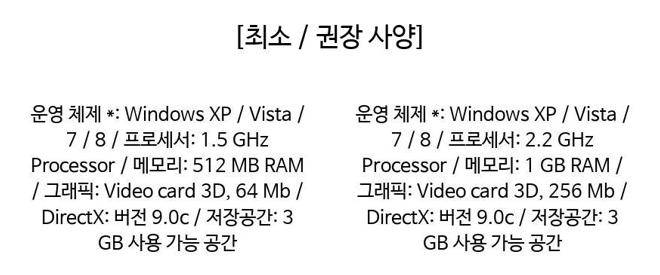 [최소 / 권장 사양]
운영 체제 *: Windows XP / Vista /
7 / 8 / 프로세서: 1.5 GHz
Processor / 메모리: 512 MB RAM
/ 그래픽: Video card 3D, 64 Mb /
DirectX: 버전 9.0c / 저장공간: 3
GB 사용 가능 공간
운영 체제 *: Windows XP / Vista /
7 / 8 / 프로세서: 2.2 GHz
Processor / 메모리: 1 GB RAM /
그래픽: Video card 3D, 256 Mb /
DirectX: 버전 9.0c / 저장공간: 3
GB 사용 가능 공간